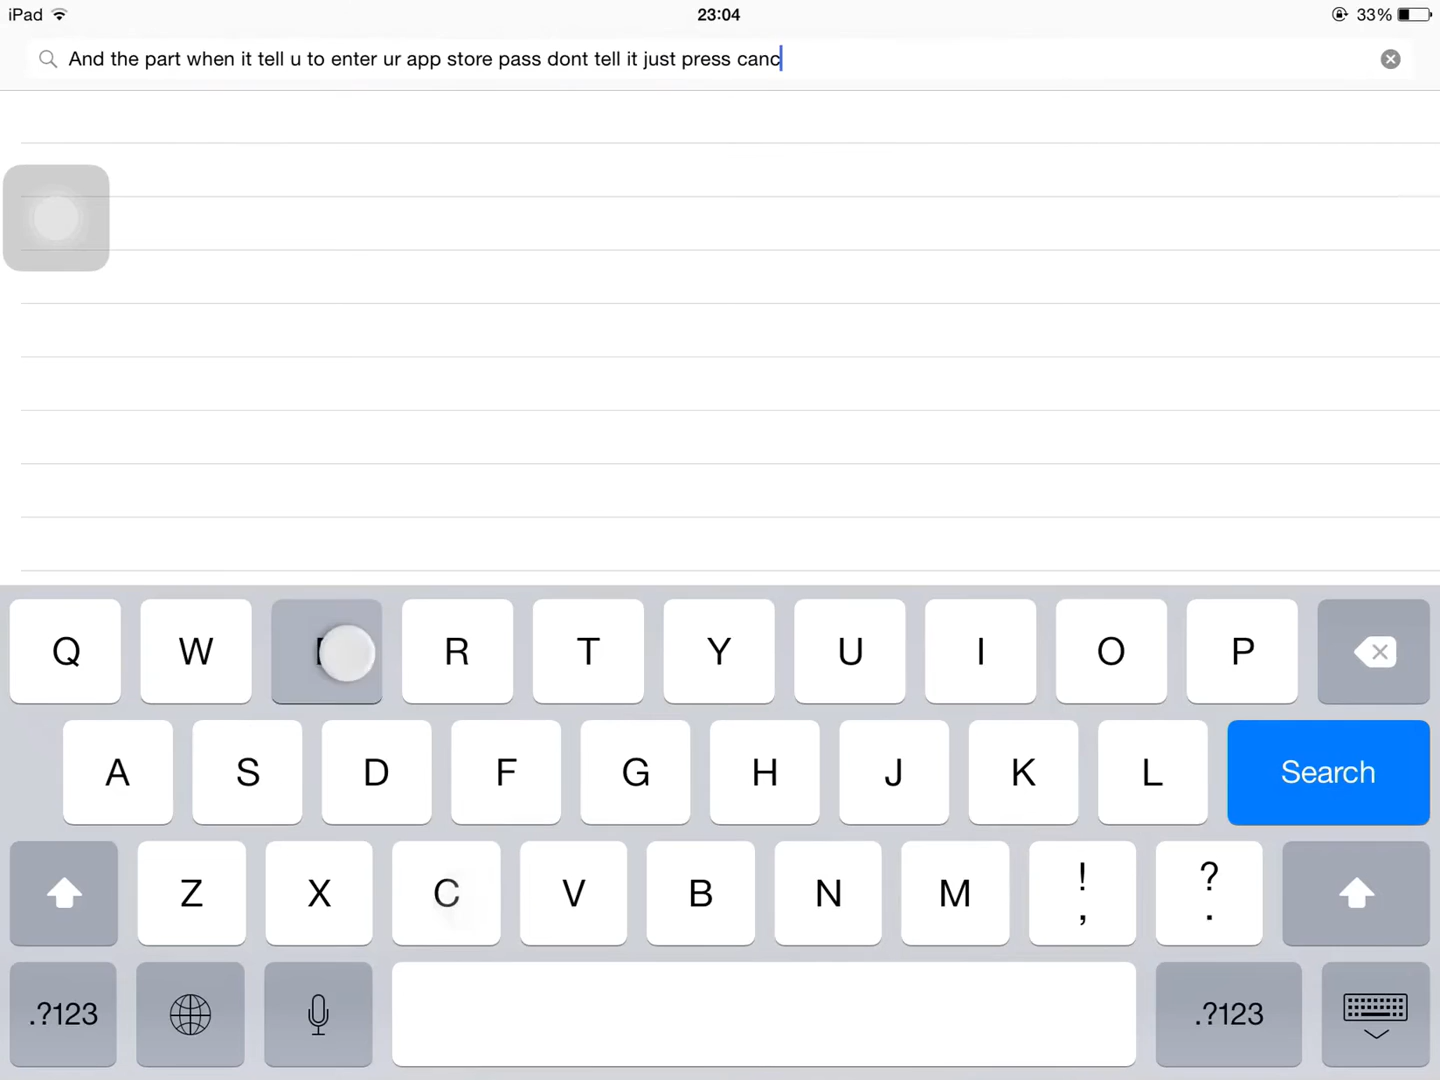 iPad 23:04 33%
And the part when it tell u to enter ur app store pass dont tell it just press canc
Q W R T Y U I O P
A S D F G H J K L Search
Z X C V B N M ! , ? .
.?123 .?123